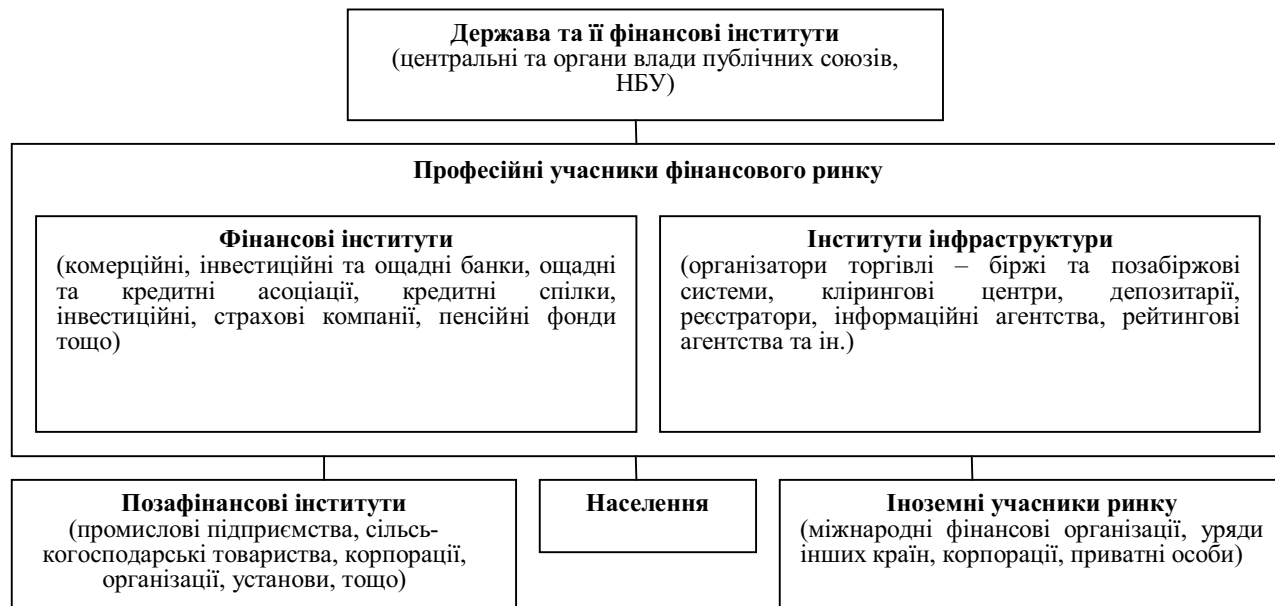 Держава та її фінансові інститути
(центральні та органи влади публічних союзів,
НБУ)
Професійні учасники фінансового ринку
Фінансові інститути
(комерційні, інвестиційні та ощадні банки, ощадні
та кредитні асоціації, кредитні спілки,
інвестиційні, страхові компанії, пенсійні фонди
тощо)
Інститути інфраструктури
(організатори торгівлі – біржі та позабіржові
системи, клірингові центри, депозитарії,
реєстратори, інформаційні агентства, рейтингові
агентства та ін.)
Позафінансові інститути
(промислові підприємства, сільсь-
когосподарські товариства, корпорації,
організації, установи, тощо)
Населення
Іноземні учасники ринку
(міжнародні фінансові організації, уряди
інших країн, корпорації, приватні особи)